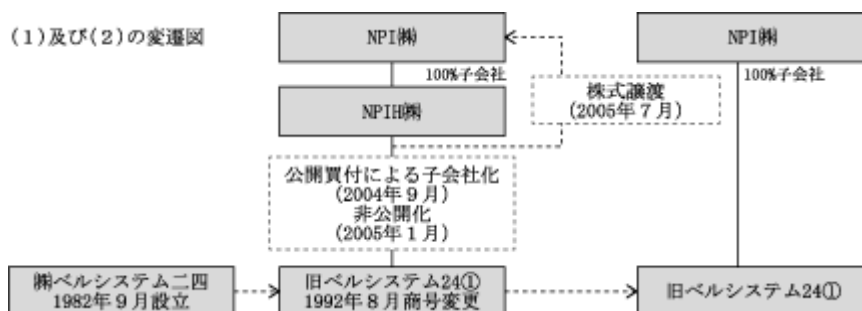 (1)及び(2)の変遷図
NPI㈱
NPI㈱
100%子会社
100%子会社
株式譲渡
(2005年7月)
NPIH㈱
公開買付による子会社化
(2004年9月)
非公開化
(2005年1月)
㈱ベルシステム二四
1982年9月設立
旧ベルシステム24①
1992年8月商号変更
旧ベルシステム24①